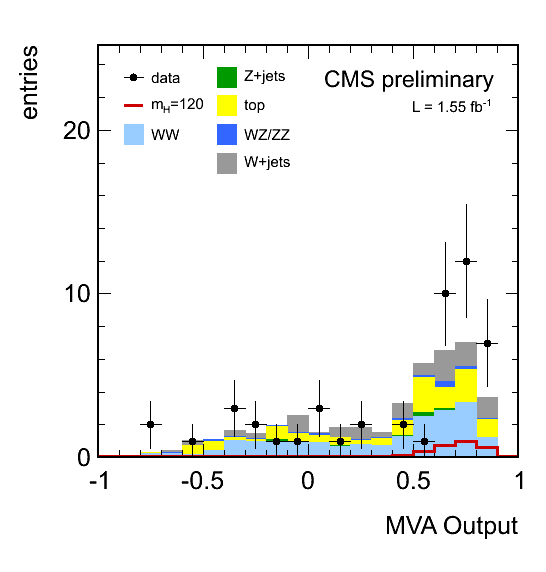 entries
20
10
0
data
m_H=120
WW
Z+jets
top
WZ/ZZ
W+jets
CMS preliminary
L = 1.55 fb⁻¹
-1 -0.5 0 0.5 1
MVA Output